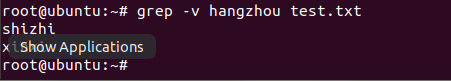 root@ubuntu:~# grep -v hangzhou test.txt
shizhi
Show Applications
root@ubuntu:~#